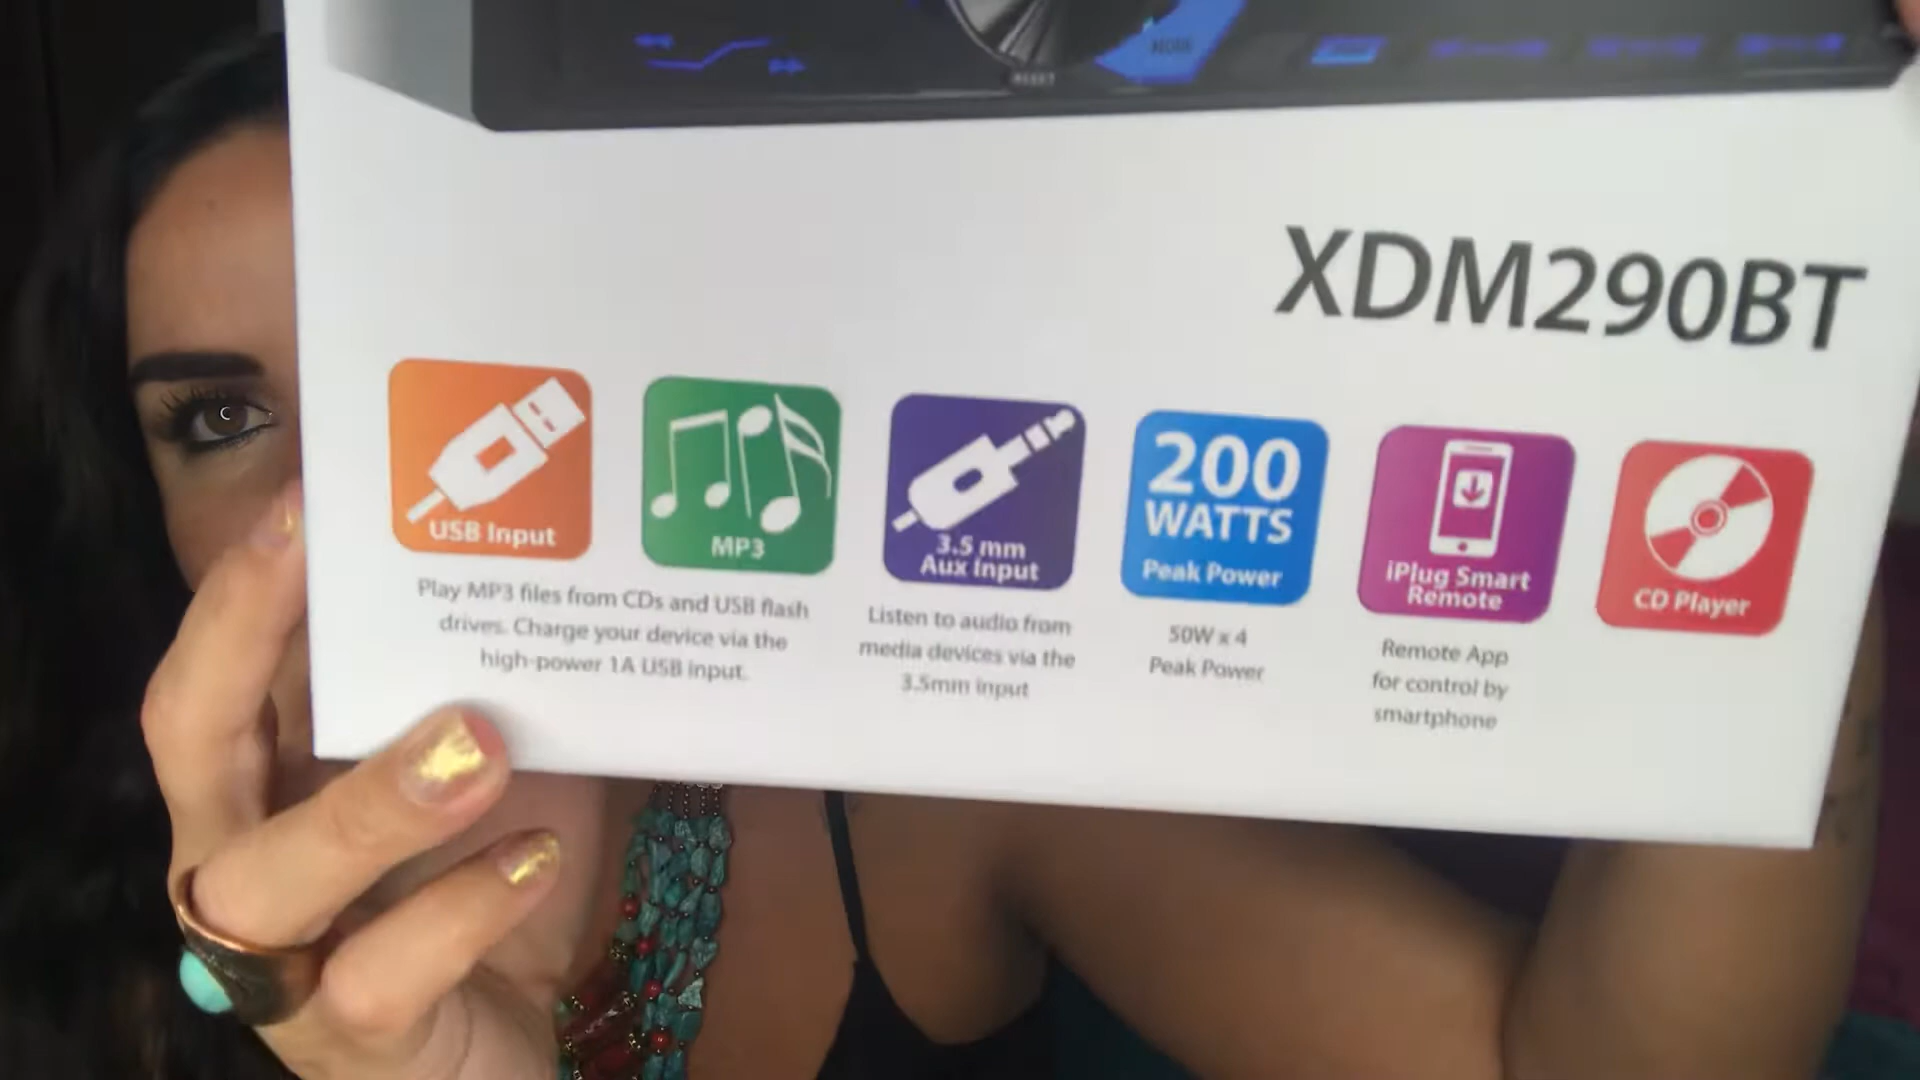 MODE
RESET
XDM290BT
USB Input
MP3
3.5 mm
Aux Input
200
WATTS
Peak Power
iPlug Smart
Remote
CD Player
Play MP3 files from CDs and USB flash
drives. Charge your device via the
high-power 1A USB input.
Listen to audio from
media devices via the
3.5mm input
50W x 4
Peak Power
Remote App
for control by
smartphone